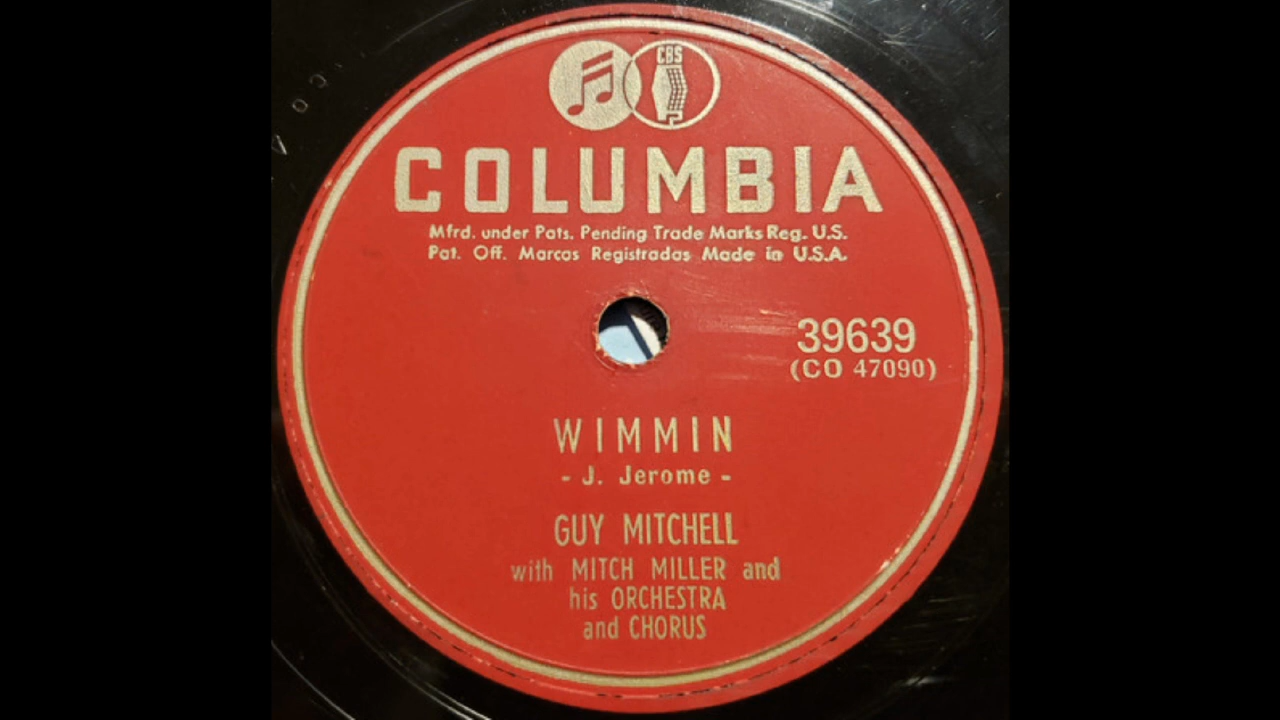 CBS
COLUMBIA
Mfrd. under Pats. Pending Trade Marks Reg. U.S.
Pat. Off. Marcas Registradas Made in U.S.A.
39639
(CO 47090)
WIMMIN
- J. Jerome -
GUY MITCHELL
with MITCH MILLER and
his ORCHESTRA
and CHORUS